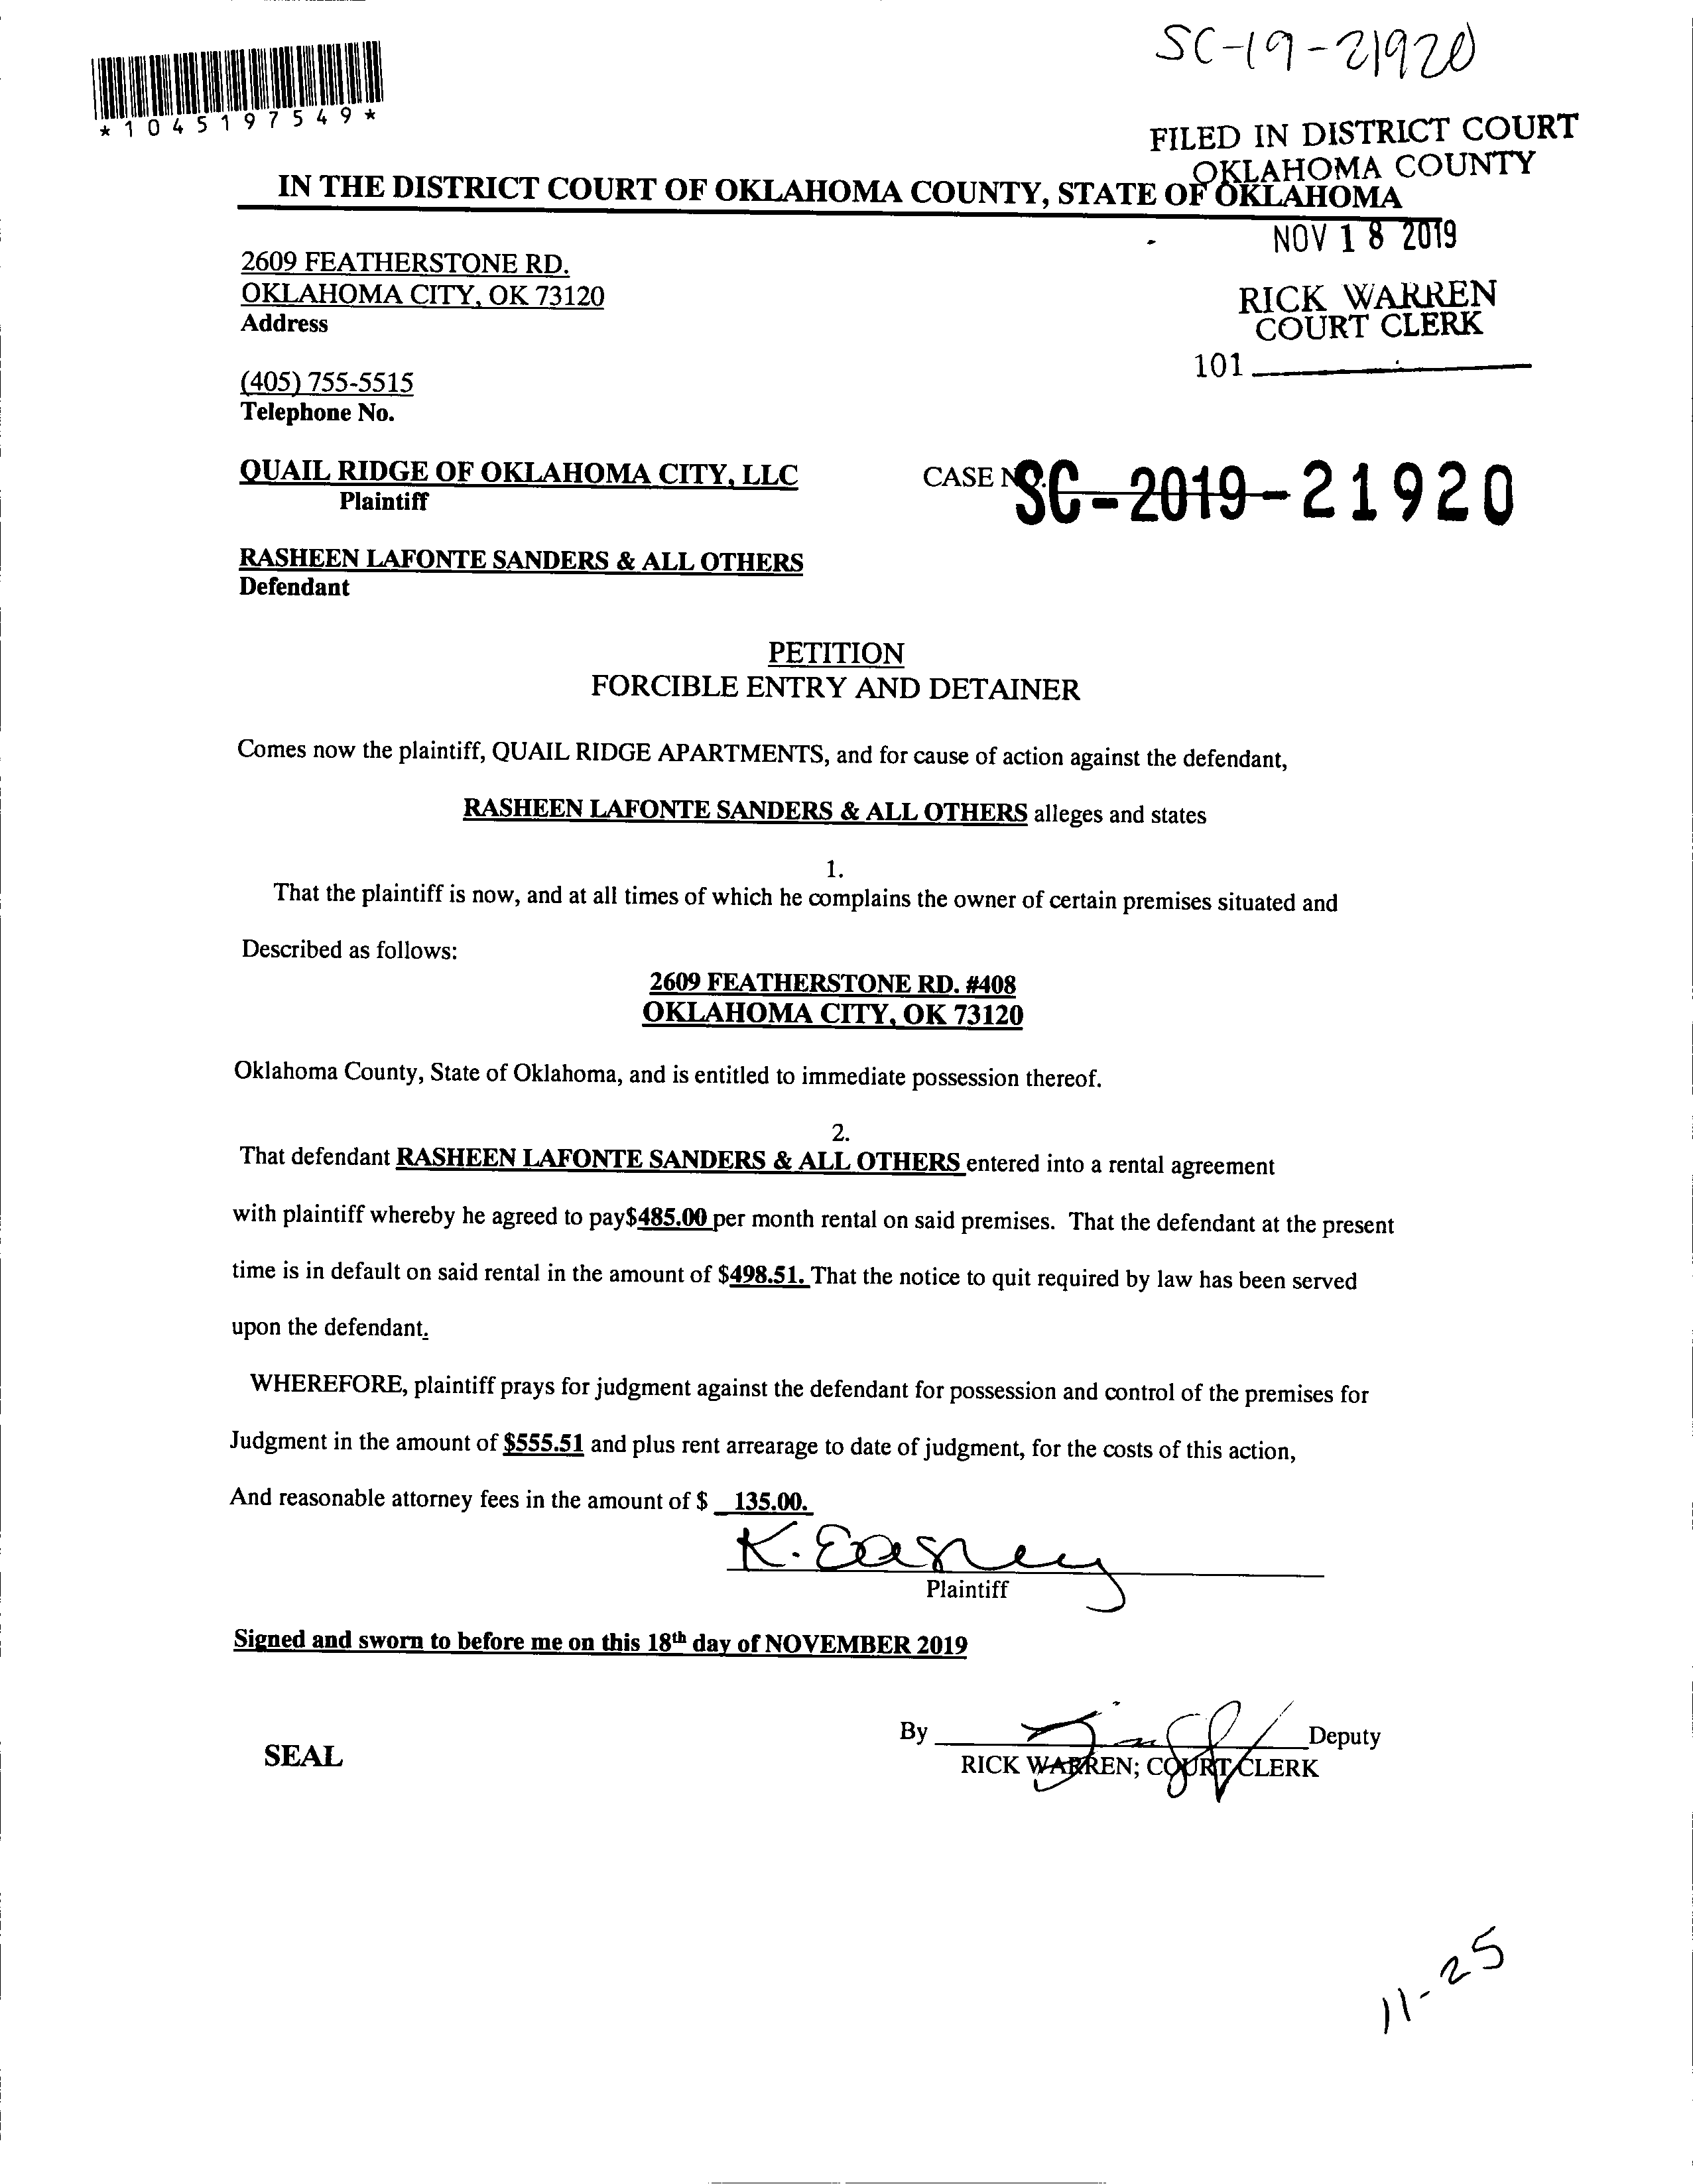 SC-19-21920
*1045197549*
FILED IN DISTRICT COURT
OKLAHOMA COUNTY
IN THE DISTRICT COURT OF OKLAHOMA COUNTY, STATE OF OKLAHOMA
NOV 18 2019
2609 FEATHERSTONE RD.
OKLAHOMA CITY, OK 73120
Address
RICK WARREN
COURT CLERK
101
(405) 755-5515
Telephone No.
QUAIL RIDGE OF OKLAHOMA CITY, LLC
Plaintiff
CASE NO. SC-2019-21920
RASHEEN LAFONTE SANDERS & ALL OTHERS
Defendant
PETITION
FORCIBLE ENTRY AND DETAINER
Comes now the plaintiff, QUAIL RIDGE APARTMENTS, and for cause of action against the defendant,
RASHEEN LAFONTE SANDERS & ALL OTHERS alleges and states
1.
That the plaintiff is now, and at all times of which he complains the owner of certain premises situated and
Described as follows:
2609 FEATHERSTONE RD. #408
OKLAHOMA CITY, OK 73120
Oklahoma County, State of Oklahoma, and is entitled to immediate possession thereof.
2.
That defendant RASHEEN LAFONTE SANDERS & ALL OTHERS entered into a rental agreement
with plaintiff whereby he agreed to pay$485.00 per month rental on said premises. That the defendant at the present
time is in default on said rental in the amount of $498.51. That the notice to quit required by law has been served
upon the defendant.
WHEREFORE, plaintiff prays for judgment against the defendant for possession and control of the premises for
Judgment in the amount of $555.51 and plus rent arrearage to date of judgment, for the costs of this action,
And reasonable attorney fees in the amount of $ 135.00.
K.
Plaintiff
Signed and sworn to before me on this 18th day of NOVEMBER 2019
By
Deputy
SEAL
RICK WARREN; COURT CLERK
11-25